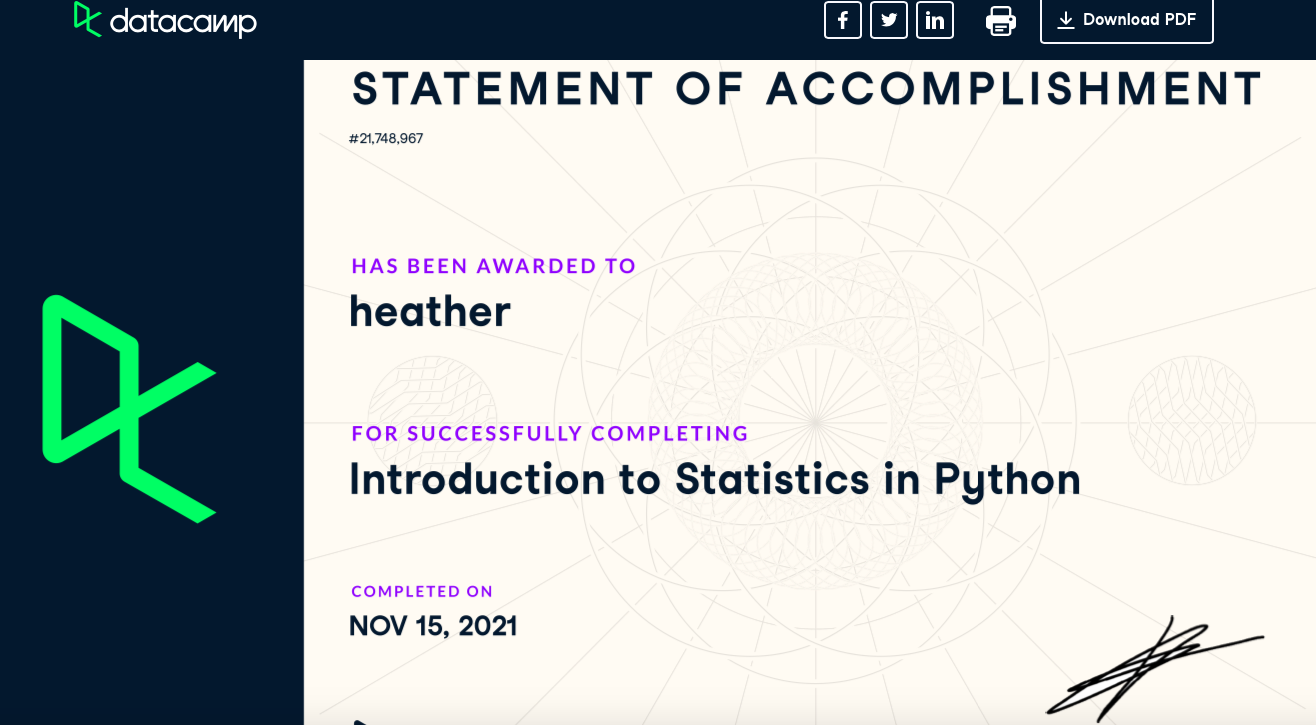 datacamp
Download PDF
STATEMENT OF ACCOMPLISHMENT
#21,748,967
HAS BEEN AWARDED TO
heather
FOR SUCCESSFULLY COMPLETING
Introduction to Statistics in Python
COMPLETED ON
NOV 15, 2021